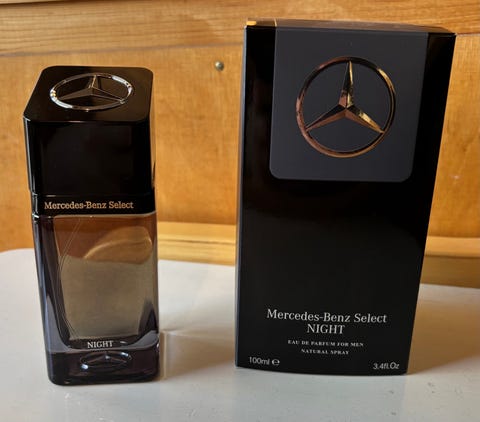 Mercedes-Benz Select
NIGHT
Mercedes-Benz Select
NIGHT
EAU DE PARFUM FOR MEN
NATURAL SPRAY
100ml ℮
3.4fl.Oz